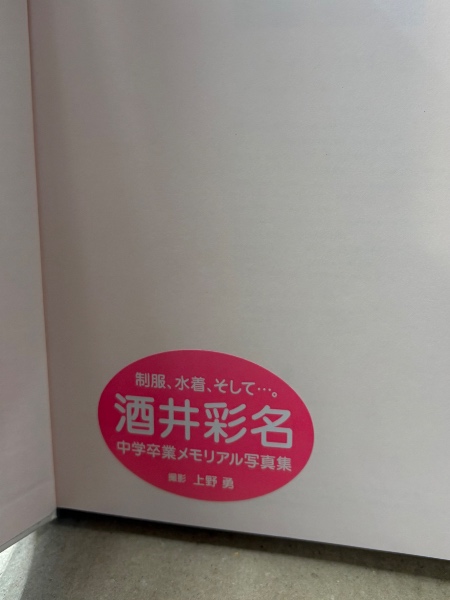 制服、水着、そして…。
酒井彩名
中学卒業メモリアル写真集
撮影 上野 勇